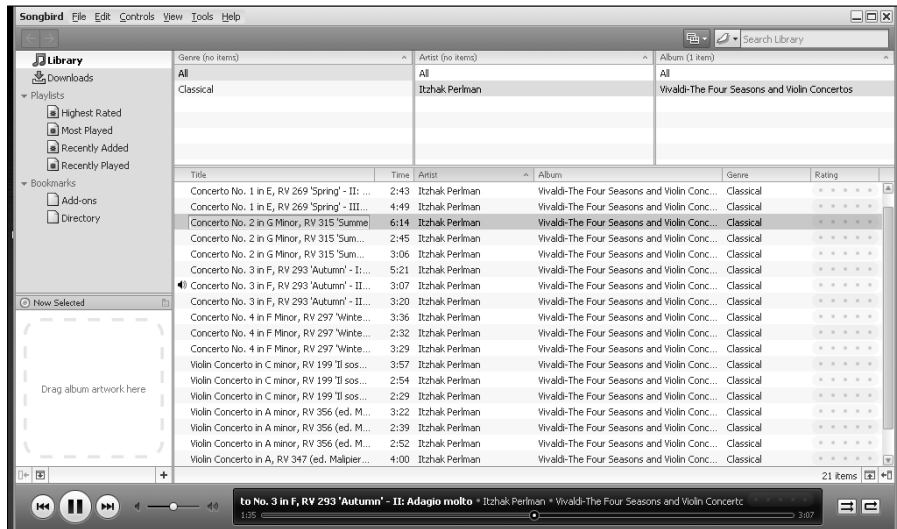 Songbird File Edit Controls View Tools Help
Search Library
Library
Downloads
Playlists
Highest Rated
Most Played
Recently Added
Recently Played
Bookmarks
Add-ons
Directory
Genre (no items) Artist (no items) Album (1 item)
All All All
Classical Itzhak Perlman Vivaldi-The Four Seasons and Violin Concertos
Title Time Artist Album Genre Rating
Concerto No. 1 in E, RV 269 'Spring' - II: ... 2:43 Itzhak Perlman Vivaldi-The Four Seasons and Violin Conc... Classical
Concerto No. 1 in E, RV 269 'Spring' - III... 4:49 Itzhak Perlman Vivaldi-The Four Seasons and Violin Conc... Classical
Concerto No. 2 in G Minor, RV 315 'Summe 6:14 Itzhak Perlman Vivaldi-The Four Seasons and Violin Conc... Classical
Concerto No. 2 in G Minor, RV 315 'Sum... 2:45 Itzhak Perlman Vivaldi-The Four Seasons and Violin Conc... Classical
Concerto No. 2 in G Minor, RV 315 'Sum... 3:06 Itzhak Perlman Vivaldi-The Four Seasons and Violin Conc... Classical
Concerto No. 3 in F, RV 293 'Autumn' - I:... 5:21 Itzhak Perlman Vivaldi-The Four Seasons and Violin Conc... Classical
Concerto No. 3 in F, RV 293 'Autumn' - II... 3:07 Itzhak Perlman Vivaldi-The Four Seasons and Violin Conc... Classical
Concerto No. 3 in F, RV 293 'Autumn' - II... 3:20 Itzhak Perlman Vivaldi-The Four Seasons and Violin Conc... Classical
Concerto No. 4 in F Minor, RV 297 'Winte... 3:36 Itzhak Perlman Vivaldi-The Four Seasons and Violin Conc... Classical
Concerto No. 4 in F Minor, RV 297 'Winte... 2:32 Itzhak Perlman Vivaldi-The Four Seasons and Violin Conc... Classical
Concerto No. 4 in F Minor, RV 297 'Winte... 3:29 Itzhak Perlman Vivaldi-The Four Seasons and Violin Conc... Classical
Violin Concerto in C minor, RV 199 'Il sos... 3:57 Itzhak Perlman Vivaldi-The Four Seasons and Violin Conc... Classical
Violin Concerto in C minor, RV 199 'Il sos... 2:54 Itzhak Perlman Vivaldi-The Four Seasons and Violin Conc... Classical
Violin Concerto in C minor, RV 199 'Il sos... 2:29 Itzhak Perlman Vivaldi-The Four Seasons and Violin Conc... Classical
Violin Concerto in A minor, RV 356 (ed. M... 3:22 Itzhak Perlman Vivaldi-The Four Seasons and Violin Conc... Classical
Violin Concerto in A minor, RV 356 (ed. M... 2:39 Itzhak Perlman Vivaldi-The Four Seasons and Violin Conc... Classical
Violin Concerto in A minor, RV 356 (ed. M... 2:52 Itzhak Perlman Vivaldi-The Four Seasons and Violin Conc... Classical
Violin Concerto in A, RV 347 (ed. Malipier... 4:00 Itzhak Perlman Vivaldi-The Four Seasons and Violin Conc... Classical
Now Selected
Drag album artwork here
21 items
to No. 3 in F, RV 293 'Autumn' - II: Adagio molto • Itzhak Perlman • Vivaldi-The Four Seasons and Violin Concertc
1:35 3:07